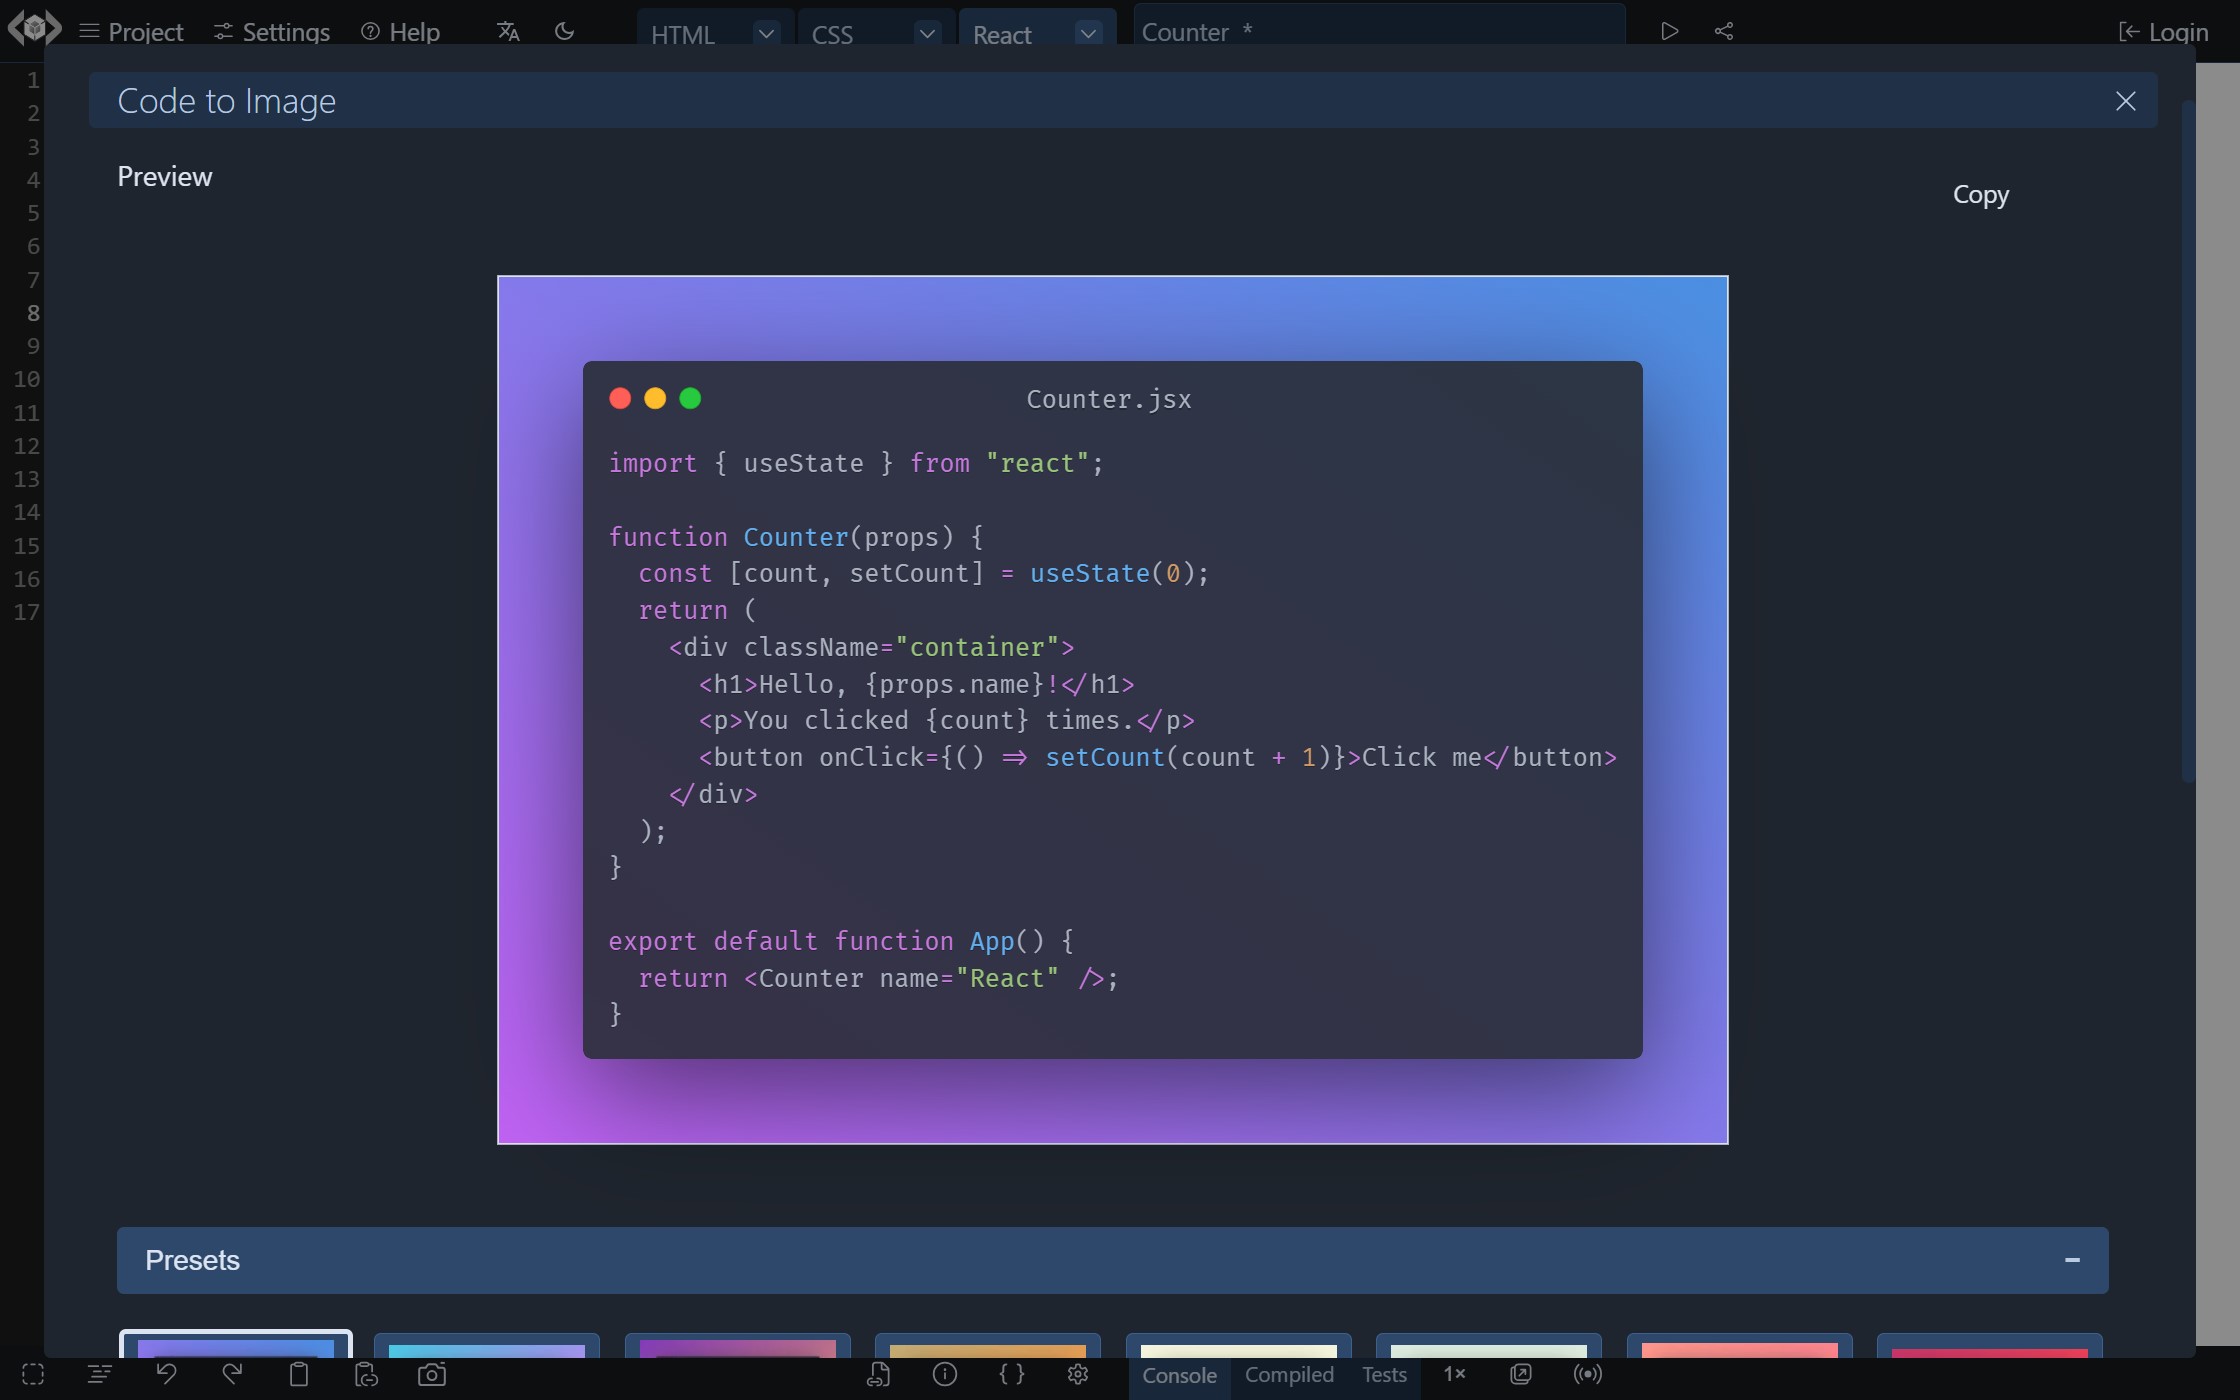 Project Settings Help HTML CSS React Counter * Login
Code to Image
Preview
Copy
1
2
3
4
5
6
7
8
9
10
11
12
13
14
15
16
17
Counter.jsx
import { useState } from "react";
function Counter(props) {
const [count, setCount] = useState(0);
return (
<div className="container">
<h1>Hello, {props.name}!</h1>
<p>You clicked {count} times.</p>
<button onClick={() => setCount(count + 1)}>Click me</button>
</div>
);
}
export default function App() {
return <Counter name="React" />;
}
Presets
Console Compiled Tests 1×